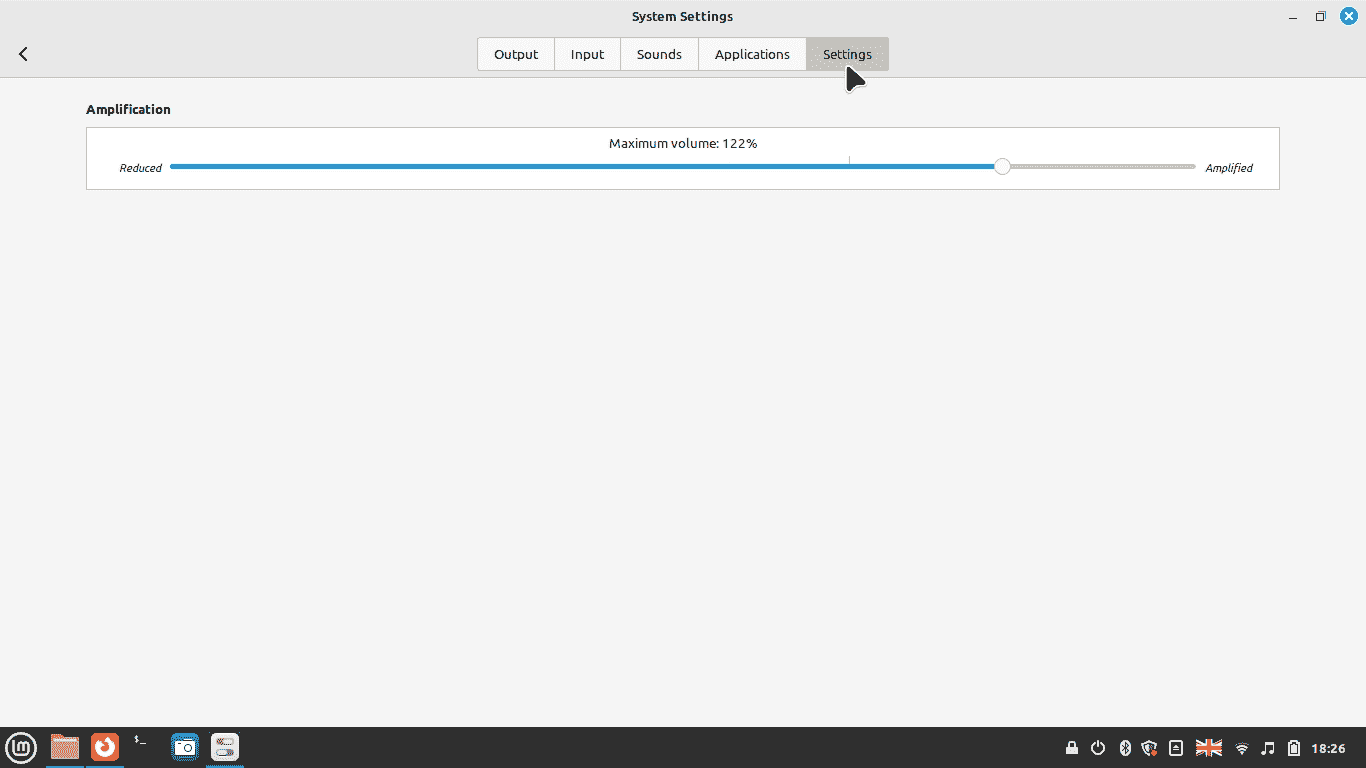 System Settings
Output Input Sounds Applications Settings
Amplification
Maximum volume: 122%
Reduced Amplified
$_ 18:26